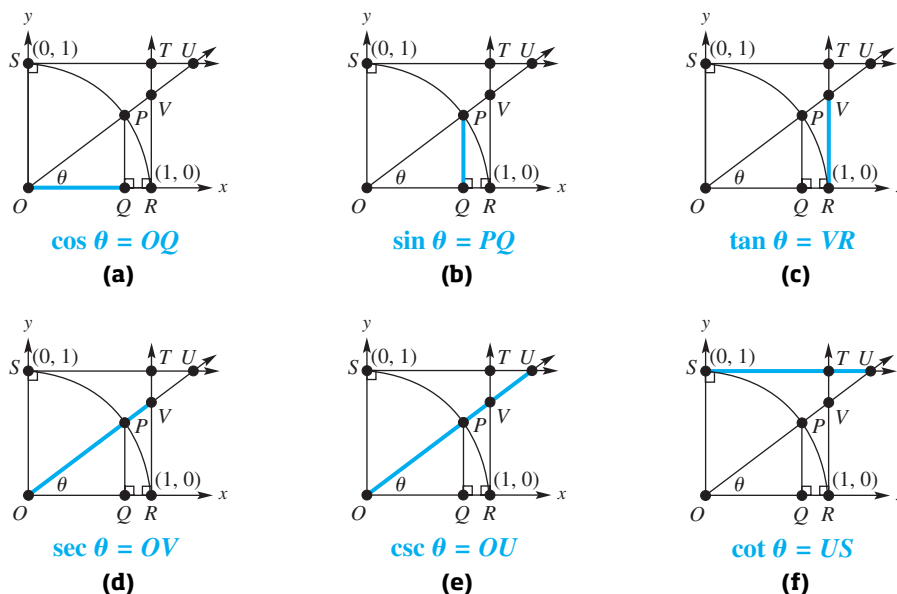 y y y
S (0, 1) T U S (0, 1) T U S (0, 1) T U
P V P V P V
θ (1, 0) θ (1, 0) θ (1, 0)
x x x
O Q R O Q R O Q R
cos θ = OQ sin θ = PQ tan θ = VR
(a) (b) (c)
y y y
S (0, 1) T U S (0, 1) T U S (0, 1) T U
P V P V P V
θ (1, 0) θ (1, 0) θ (1, 0)
x x x
O Q R O Q R O Q R
sec θ = OV csc θ = OU cot θ = US
(d) (e) (f)